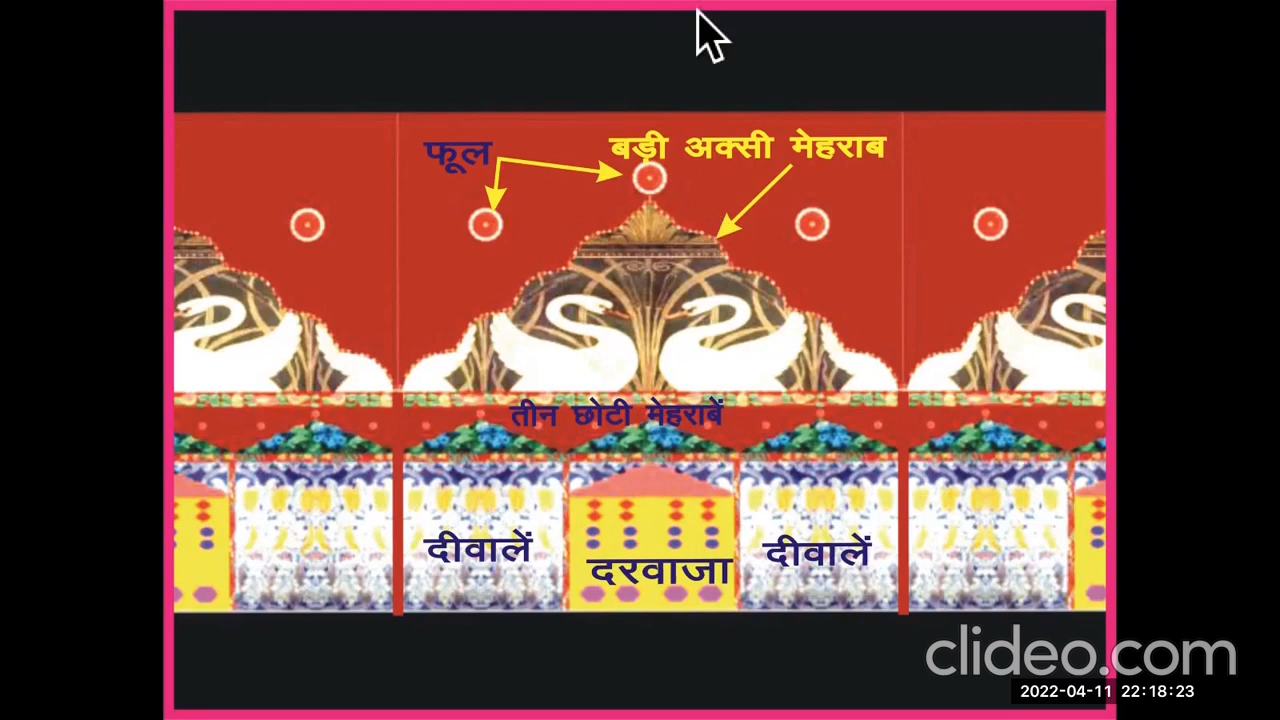 फूल
बड़ी अक्सी मेहराब
तीन छोटी मेहराबें
दीवालें
दरवाजा
दीवालें
clideo.com
2022-04-11 22:18:23